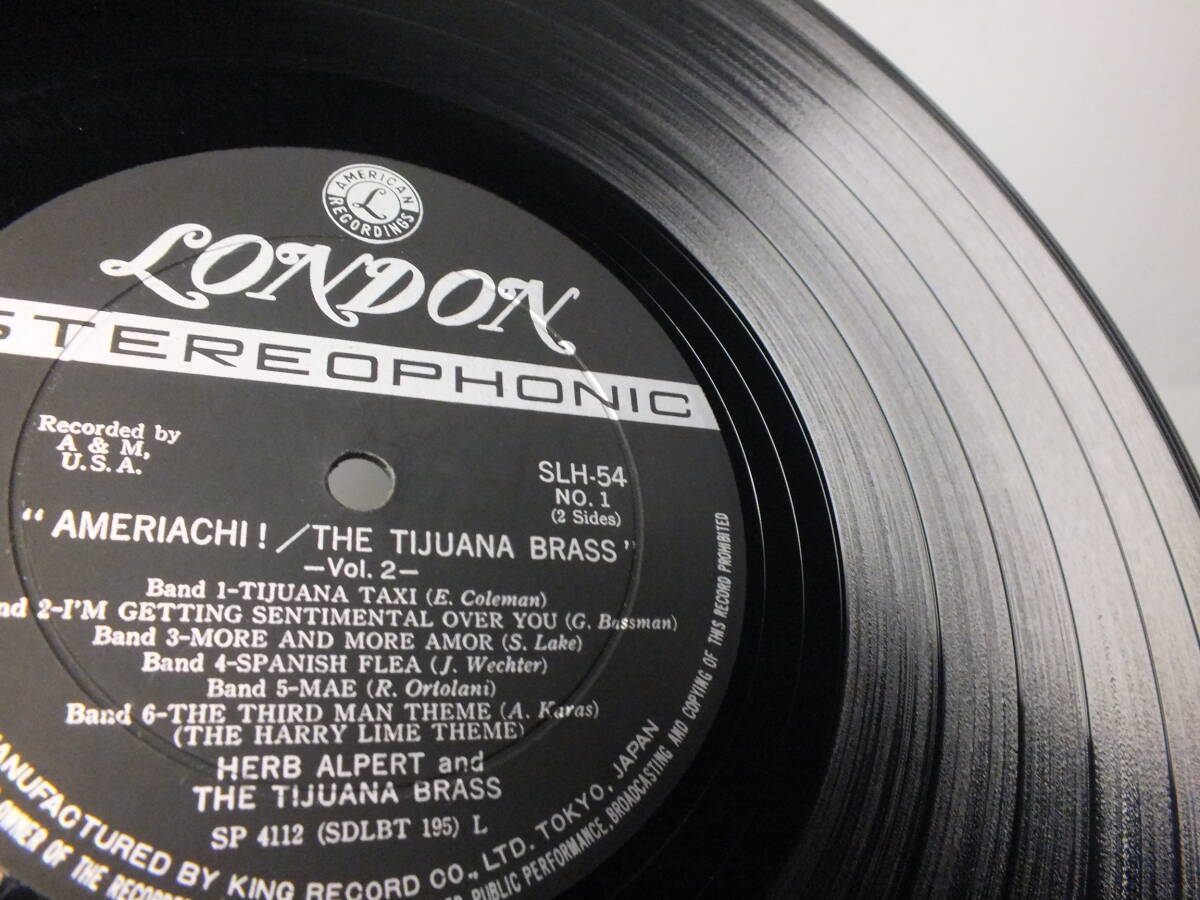 AMERICAN
L
RECORDINGS
LONDON
STEREOPHONIC
Recorded by
A & M,
U.S.A.
SLH-54
NO. 1
(2 Sides)
"AMERIACHI! / THE TIJUANA BRASS"
—Vol. 2—
Band 1-TIJUANA TAXI (E. Coleman)
nd 2-I'M GETTING SENTIMENTAL OVER YOU (G. Bassman)
Band 3-MORE AND MORE AMOR (S. Lake)
Band 4-SPANISH FLEA (J. Wechter)
Band 5-MAE (R. Ortolani)
Band 6-THE THIRD MAN THEME (A. Karas)
(THE HARRY LIME THEME)
HERB ALPERT and
THE TIJUANA BRASS
SP 4112 (SDLBT 195) L
MANUFACTURED BY KING RECORD CO., LTD. TOKYO, JAPAN
OWNER OF THE RECORDE
PUBLIC PERFORMANCE, BROADCASTING AND COPYING OF THIS RECORD PROHIBITED